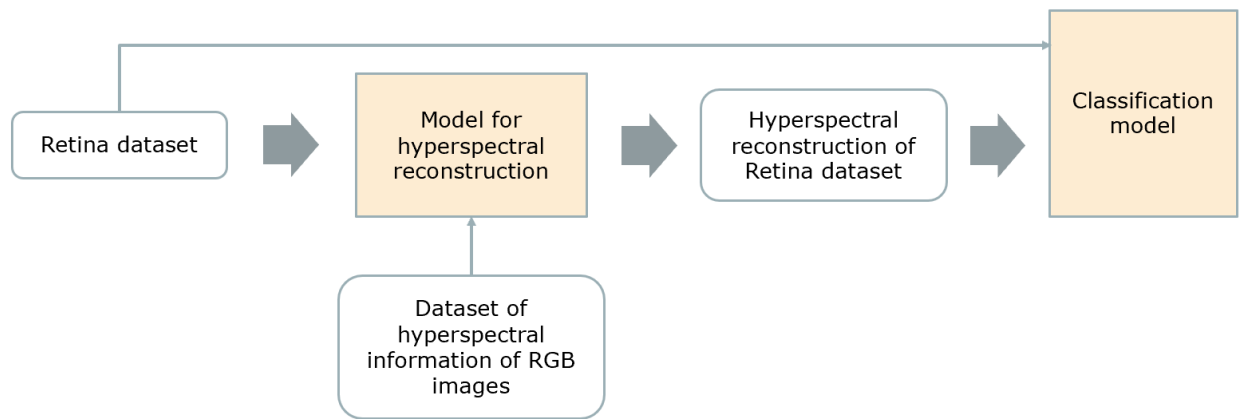 Retina dataset
Model for
hyperspectral
reconstruction
Hyperspectral
reconstruction of
Retina dataset
Classification
model
Dataset of
hyperspectral
information of RGB
images